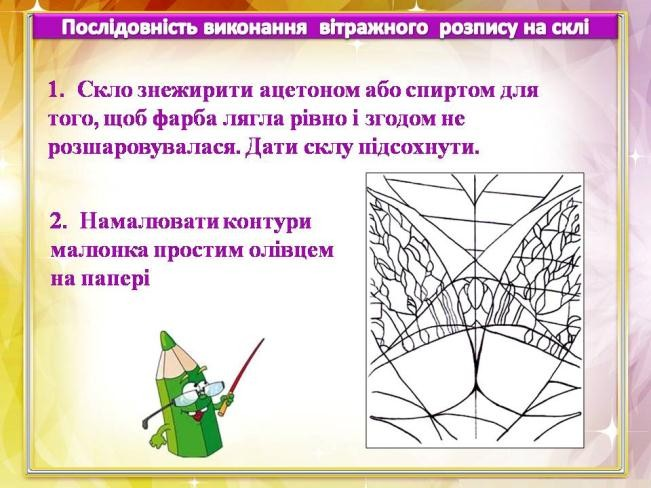 Послідовність виконання вітражного розпису на склі
1. Скло знежирити ацетоном або спиртом для
того, щоб фарба лягла рівно і згодом не
розшаровувалася. Дати склу підсохнути.
2. Намалювати контури
малюнка простим олівцем
на папері